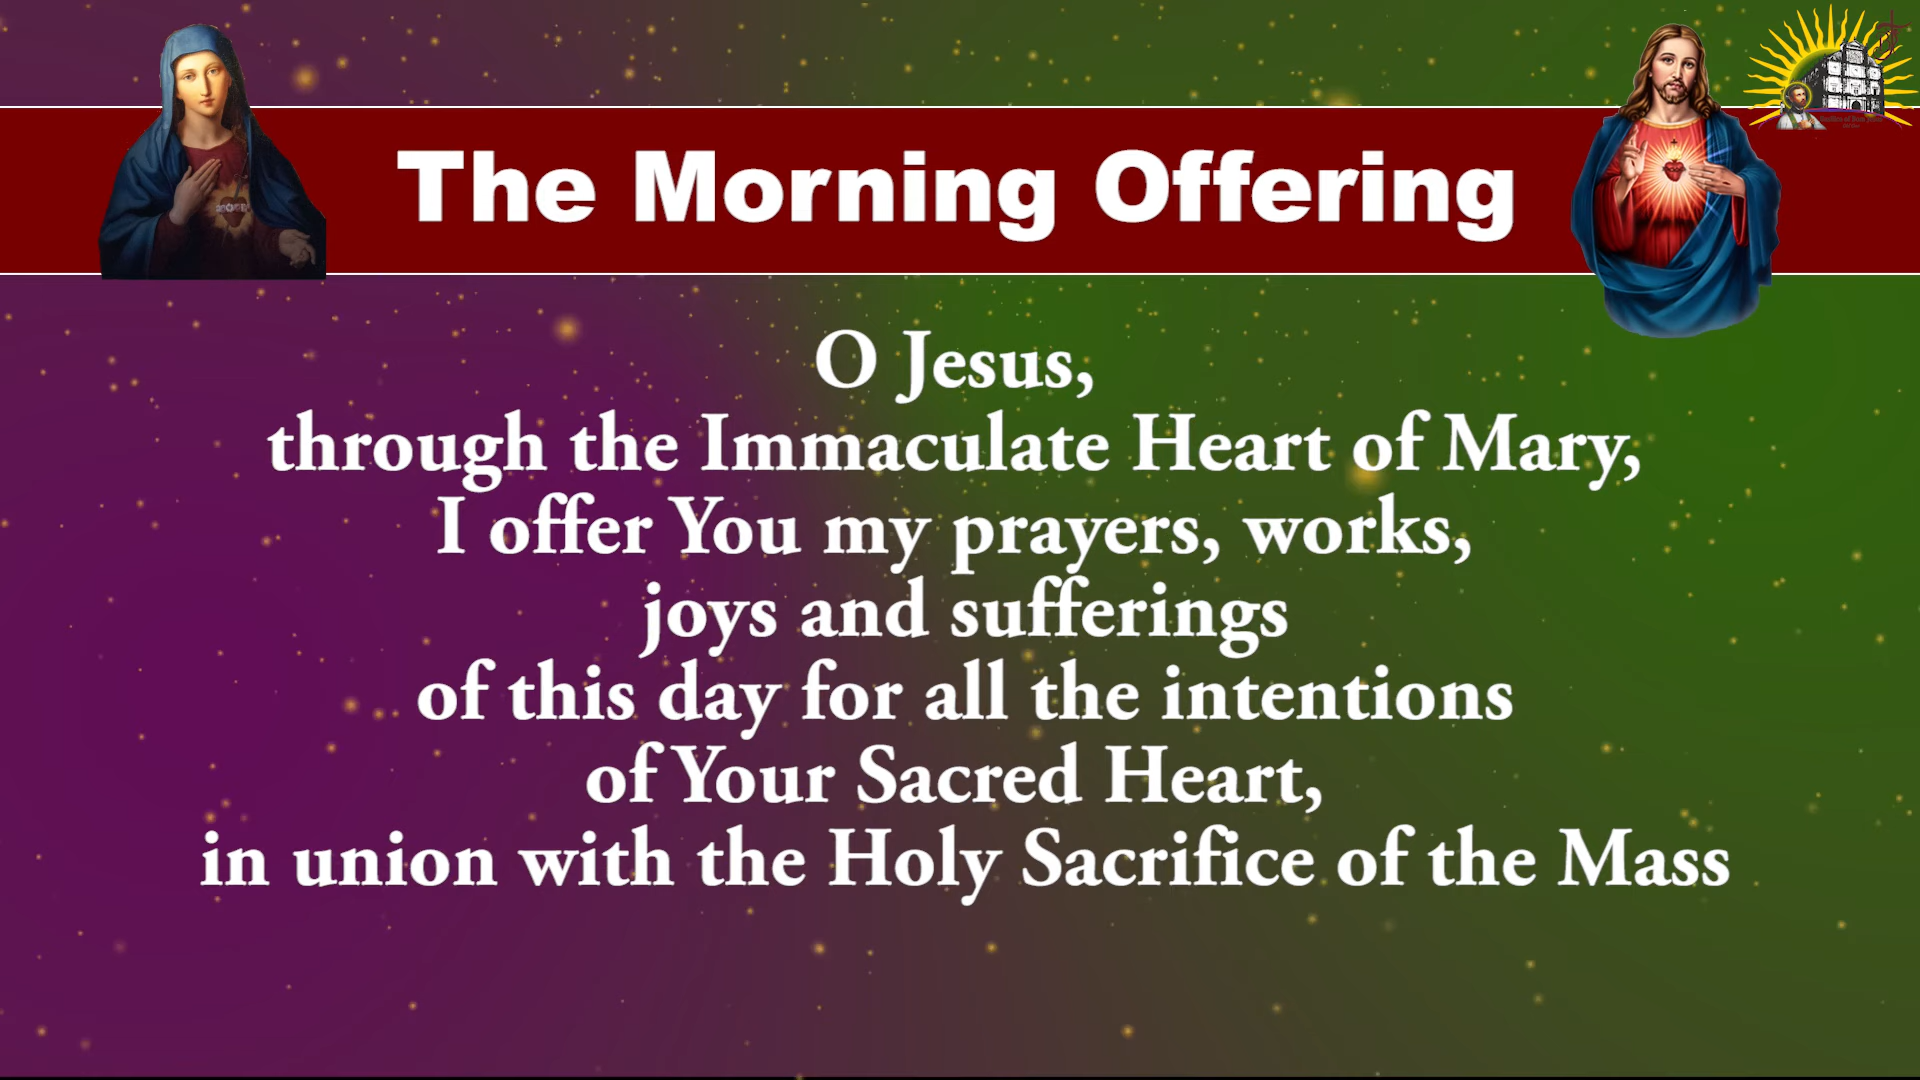 The Morning Offering
O Jesus,
through the Immaculate Heart of Mary,
I offer You my prayers, works,
joys and sufferings
of this day for all the intentions
of Your Sacred Heart,
in union with the Holy Sacrifice of the Mass